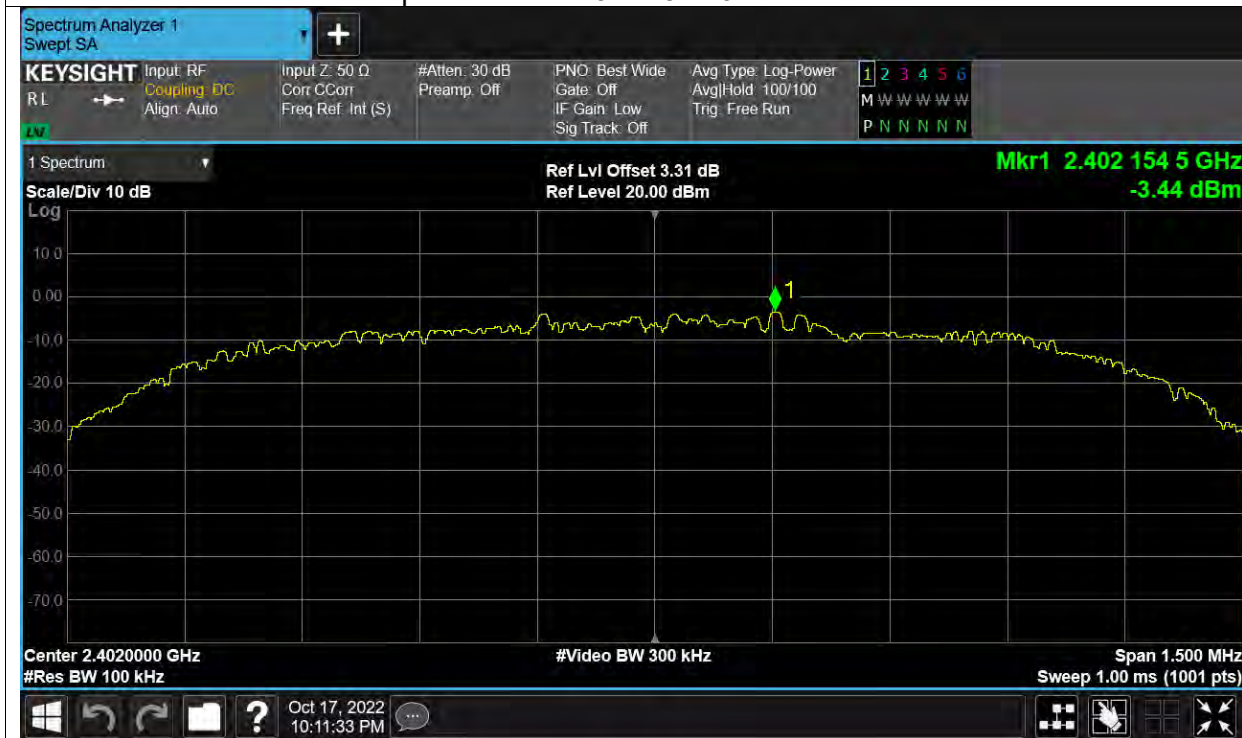 Spectrum Analyzer 1
Swept SA
+
KEYSIGHT Input: RF Input Z: 50 Ω #Atten: 30 dB PNO: Best Wide Avg Type: Log-Power 1 2 3 4 5 6
RL Coupling: DC Corr CCorr Preamp: Off Gate: Off Avg|Hold: 100/100 M W W W W W W
Align: Auto Freq Ref: Int (S) IF Gain: Low Trig: Free Run
LXI Sig Track: Off P N N N N N N
1 Spectrum Ref Lvl Offset 3.31 dB Mkr1 2.402 154 5 GHz
Scale/Div 10 dB Ref Level 20.00 dBm -3.44 dBm
Log
10.0
0.00
1
-10.0
-20.0
-30.0
-40.0
-50.0
-60.0
-70.0
Center 2.4020000 GHz #Video BW 300 kHz Span 1.500 MHz
#Res BW 100 kHz Sweep 1.00 ms (1001 pts)
? Oct 17, 2022
10:11:33 PM